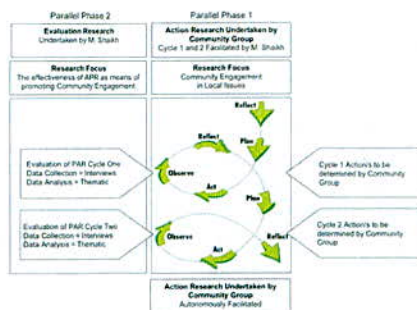 Parallel Phase 2
Parallel Phase 1
Evaluation Research
Undertaken by M. Shaikh
Action Research Undertaken by
Community Group
Cycle 1 and 2 Facilitated by M. Shaikh
Research Focus
The effectiveness of APR as means of
promoting Community Engagement
Research Focus
Community Engagement
in Local Issues
Reflect
Plan
Reflect
Observe
Act
Plan
Evaluation of PAR Cycle One
Data Collection = Interviews
Data Analysis = Thematic
Cycle 1 Action/s to be
determined by Community
Group
Evaluation of PAR Cycle Two
Data Collection = Interviews
Data Analysis = Thematic
Observe
Act
Reflect
Cycle 2 Action/s to be
determined by Community
Group
Action Research Undertaken by
Community Group
Autonomously Facilitated